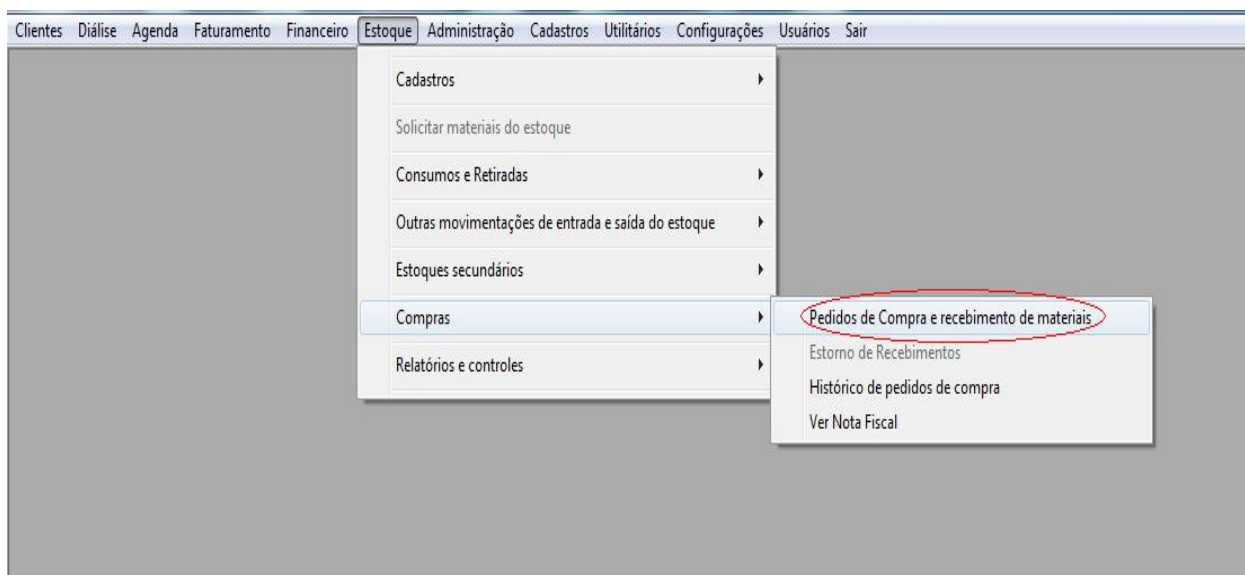 Clientes Diálise Agenda Faturamento Financeiro Estoque Administração Cadastros Utilitários Configurações Usuários Sair
Cadastros
Solicitar materiais do estoque
Consumos e Retiradas
Outras movimentações de entrada e saída do estoque
Estoques secundários
Compras
Relatórios e controles
Pedidos de Compra e recebimento de materiais
Estorno de Recebimentos
Histórico de pedidos de compra
Ver Nota Fiscal